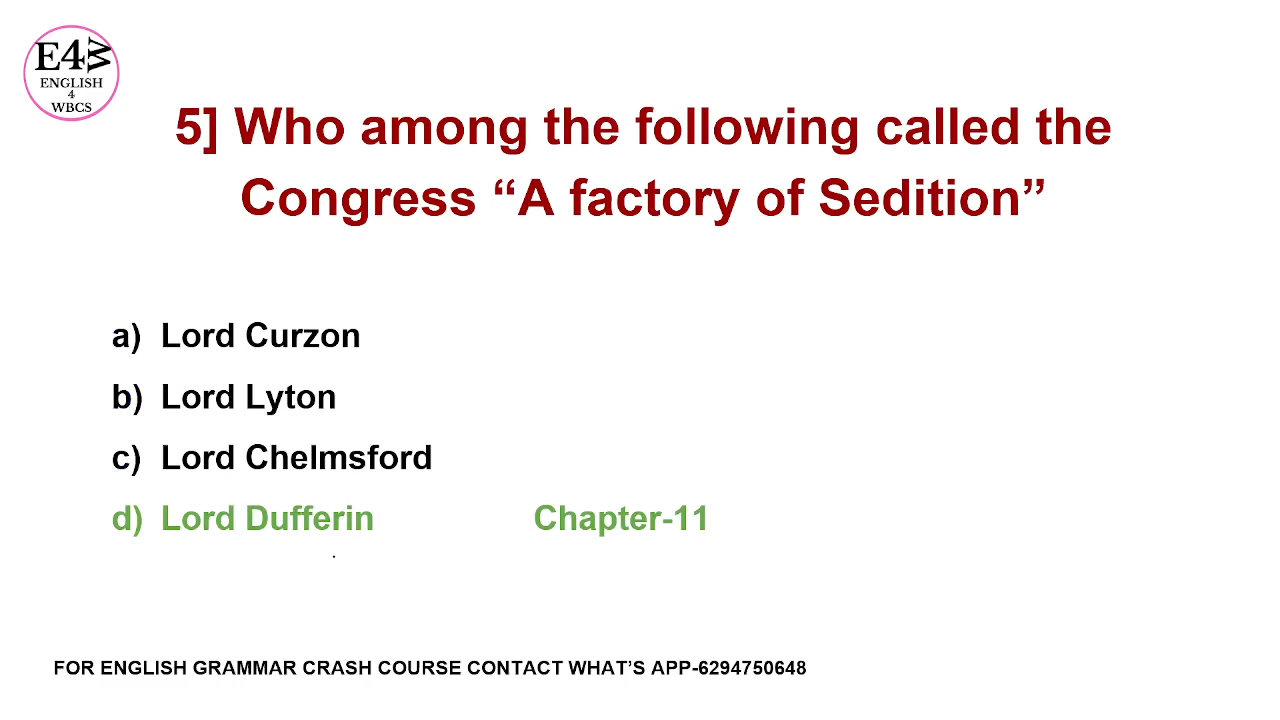 E4W
ENGLISH
4
WBCS
5] Who among the following called the
Congress “A factory of Sedition”
a) Lord Curzon
b) Lord Lyton
c) Lord Chelmsford
d) Lord Dufferin Chapter-11
FOR ENGLISH GRAMMAR CRASH COURSE CONTACT WHAT’S APP-6294750648